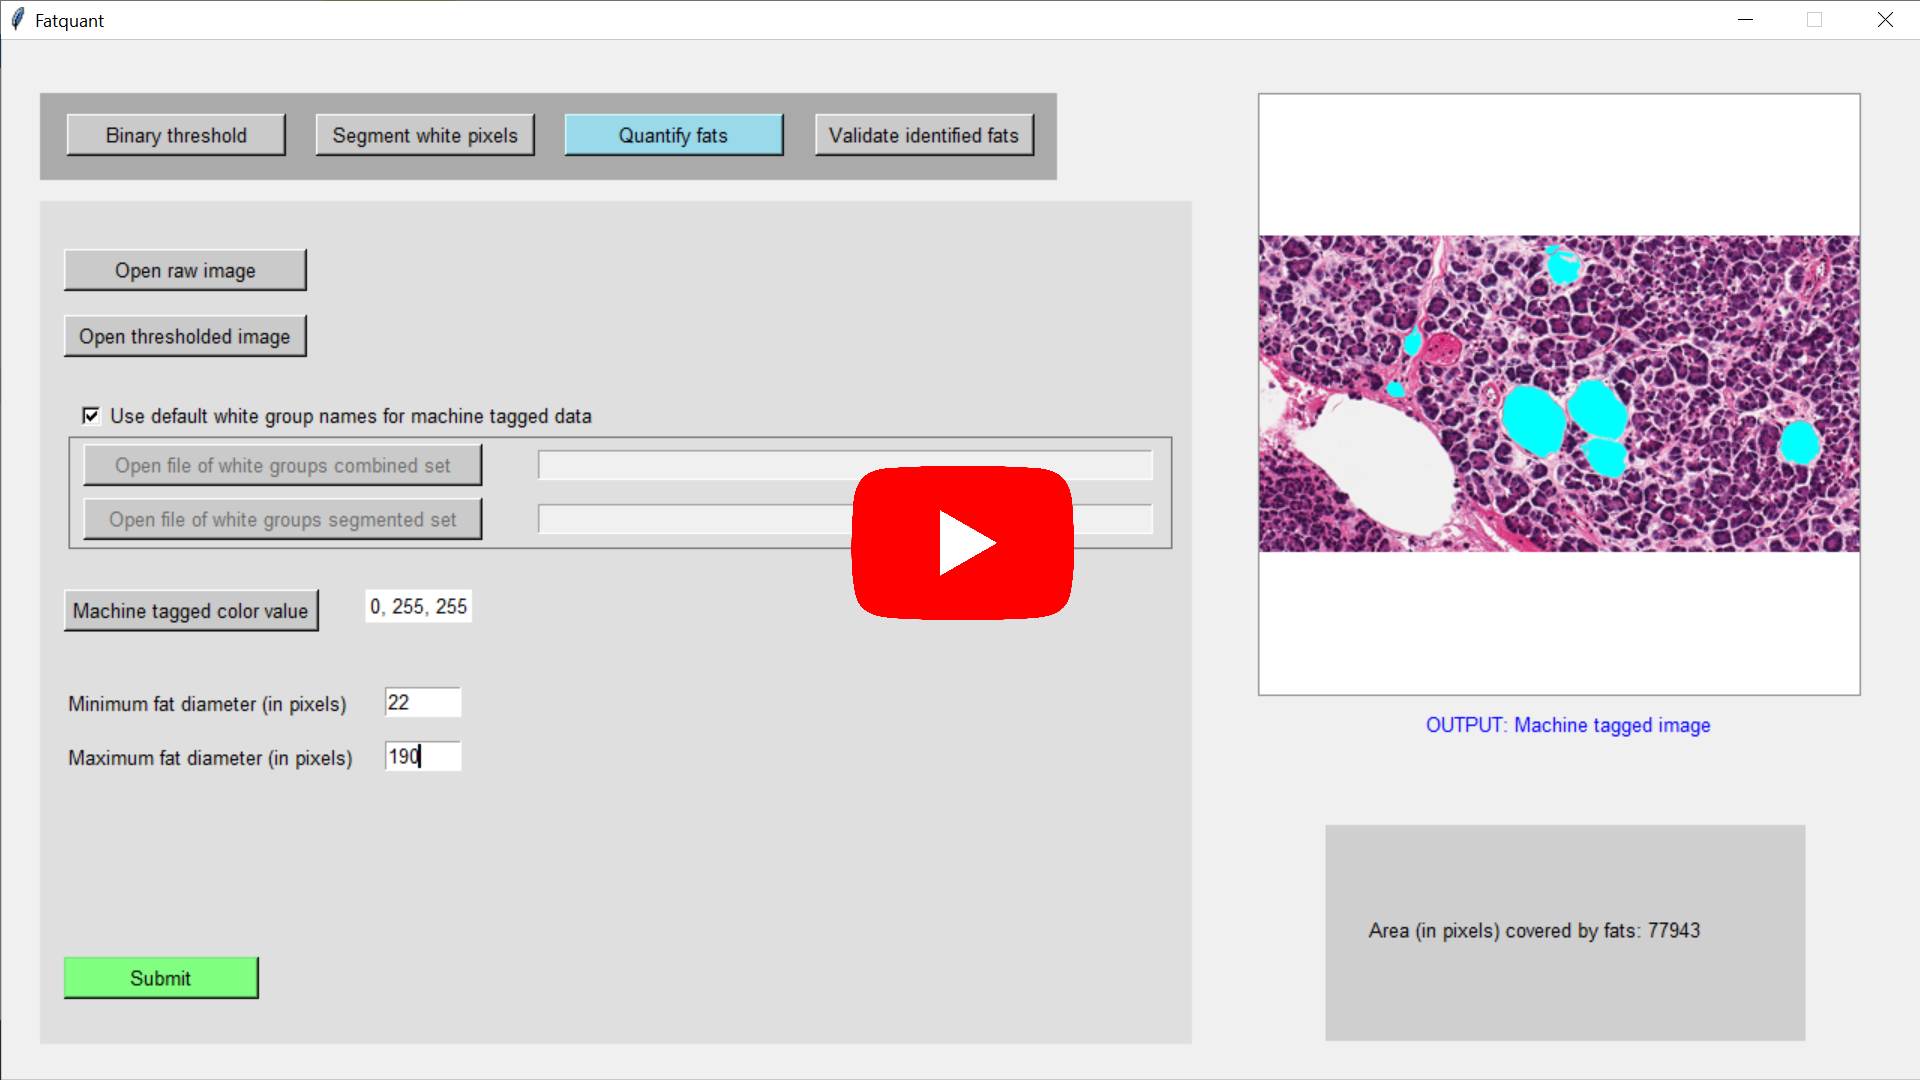 Fatquant
Binary threshold
Segment white pixels
Quantify fats
Validate identified fats
Open raw image
Open thresholded image
Use default white group names for machine tagged data
Open file of white groups combined set
Open file of white groups segmented set
Machine tagged color value
0, 255, 255
Minimum fat diameter (in pixels)
22
Maximum fat diameter (in pixels)
190
Submit
OUTPUT: Machine tagged image
Area (in pixels) covered by fats: 77943